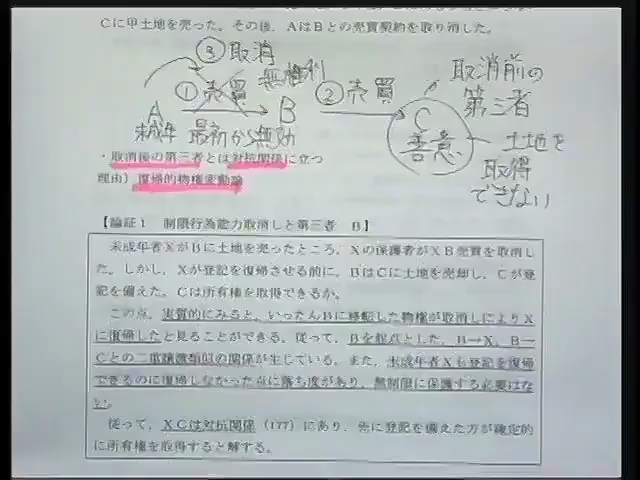 Cに甲土地を売った。その後、AはBとの売買契約を取り消した。
③取消
無権利
①売買
②売買
取消前の
第三者
A
B
C
善意
土地を
取得
できない
未成年 最初から無効
・取消後の第三者とは対抗関係に立つ
理由）復帰的物権変動論
【論証１ 制限行為能力取消しと第三者 Ｂ】
未成年者XがBに土地を売ったところ、Xの保護者がXB売買を取消し
た。しかし、Xが登記を復帰させる前に、BはCに土地を売却し、Cが登
記を備えた。Cは所有権を取得できるか。
この点、実質的にみると、いったんBに移転した物権が取消しによりX
に復帰したと見ることができる。従って、Bを起点とした、B→X、B→
Cとの二重譲渡類似の関係が生じている。また、未成年者Xも登記を復帰
できるのに復帰しなかった点に落ち度があり、無制限に保護する必要はな
い。
従って、XCは対抗関係（177）にあり、先に登記を備えた方が確定的
に所有権を取得すると解する。